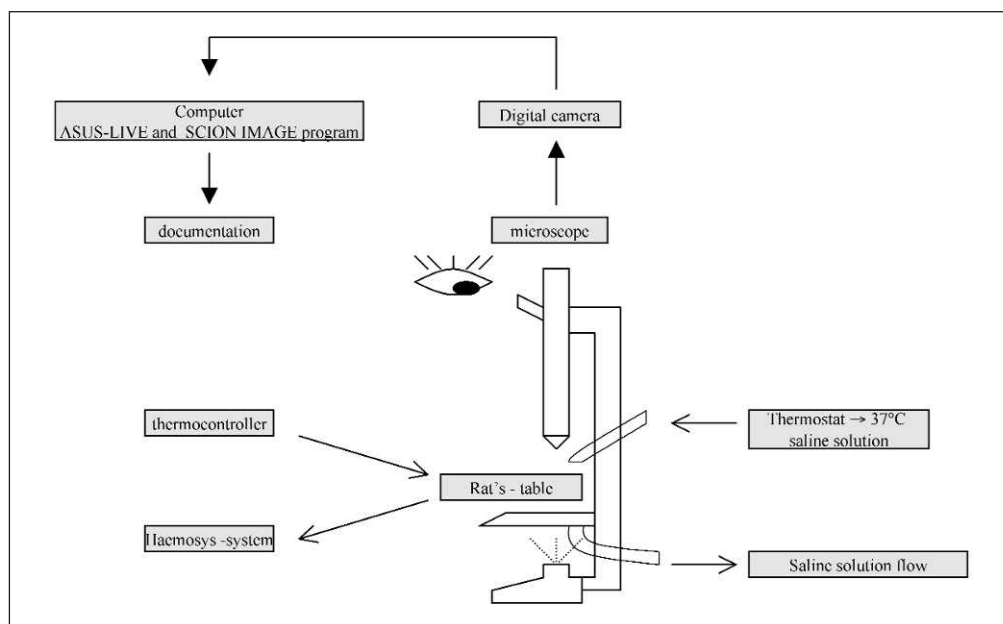 Computer
ASUS-LIVE and SCION IMAGE program
Digital camera
documentation
microscope
thermocontroller
Thermostat → 37°C
saline solution
Rat's - table
Haemosys -system
Saline solution flow